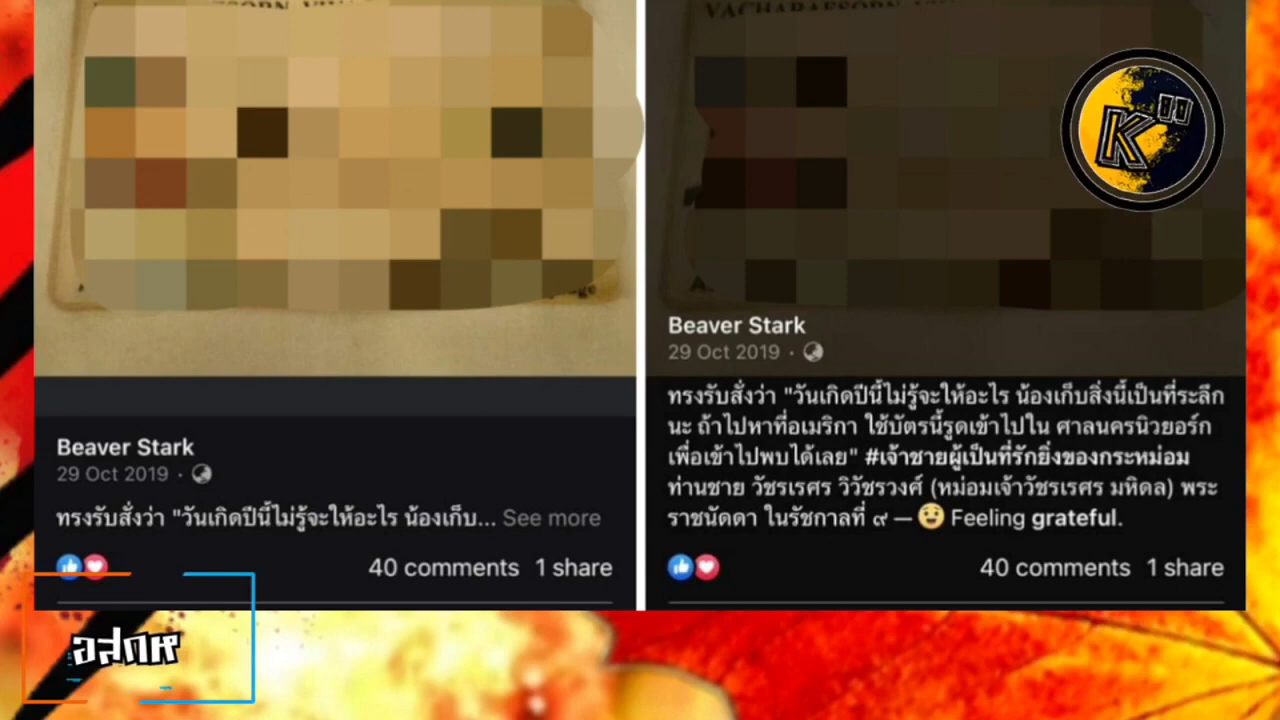 VACHARAESORN
Beaver Stark
29 Oct 2019 ·
ทรงรับสั่งว่า "วันเกิดปีนี้ไม่รู้จะให้อะไร น้องเก็บ... See more
40 comments 1 share
Beaver Stark
29 Oct 2019 ·
ทรงรับสั่งว่า "วันเกิดปีนี้ไม่รู้จะให้อะไร น้องเก็บสิ่งนี้เป็นที่ระลึก
นะ ถ้าไปหาที่อเมริกา ใช้บัตรนี้รูดเข้าไปใน ศาลนครนิวยอร์ก
เพื่อเข้าไปพบได้เลย" #เจ้าชายผู้เป็นที่รักยิ่งของกระหม่อม
ท่านชาย วัชรเรศร วิวัชรวงศ์ (หม่อมเจ้าวัชรเรศร มหิดล) พระ
ราชนัดดา ในรัชกาลที่ ๙ — Feeling grateful.
40 comments 1 share
K"
อสกห